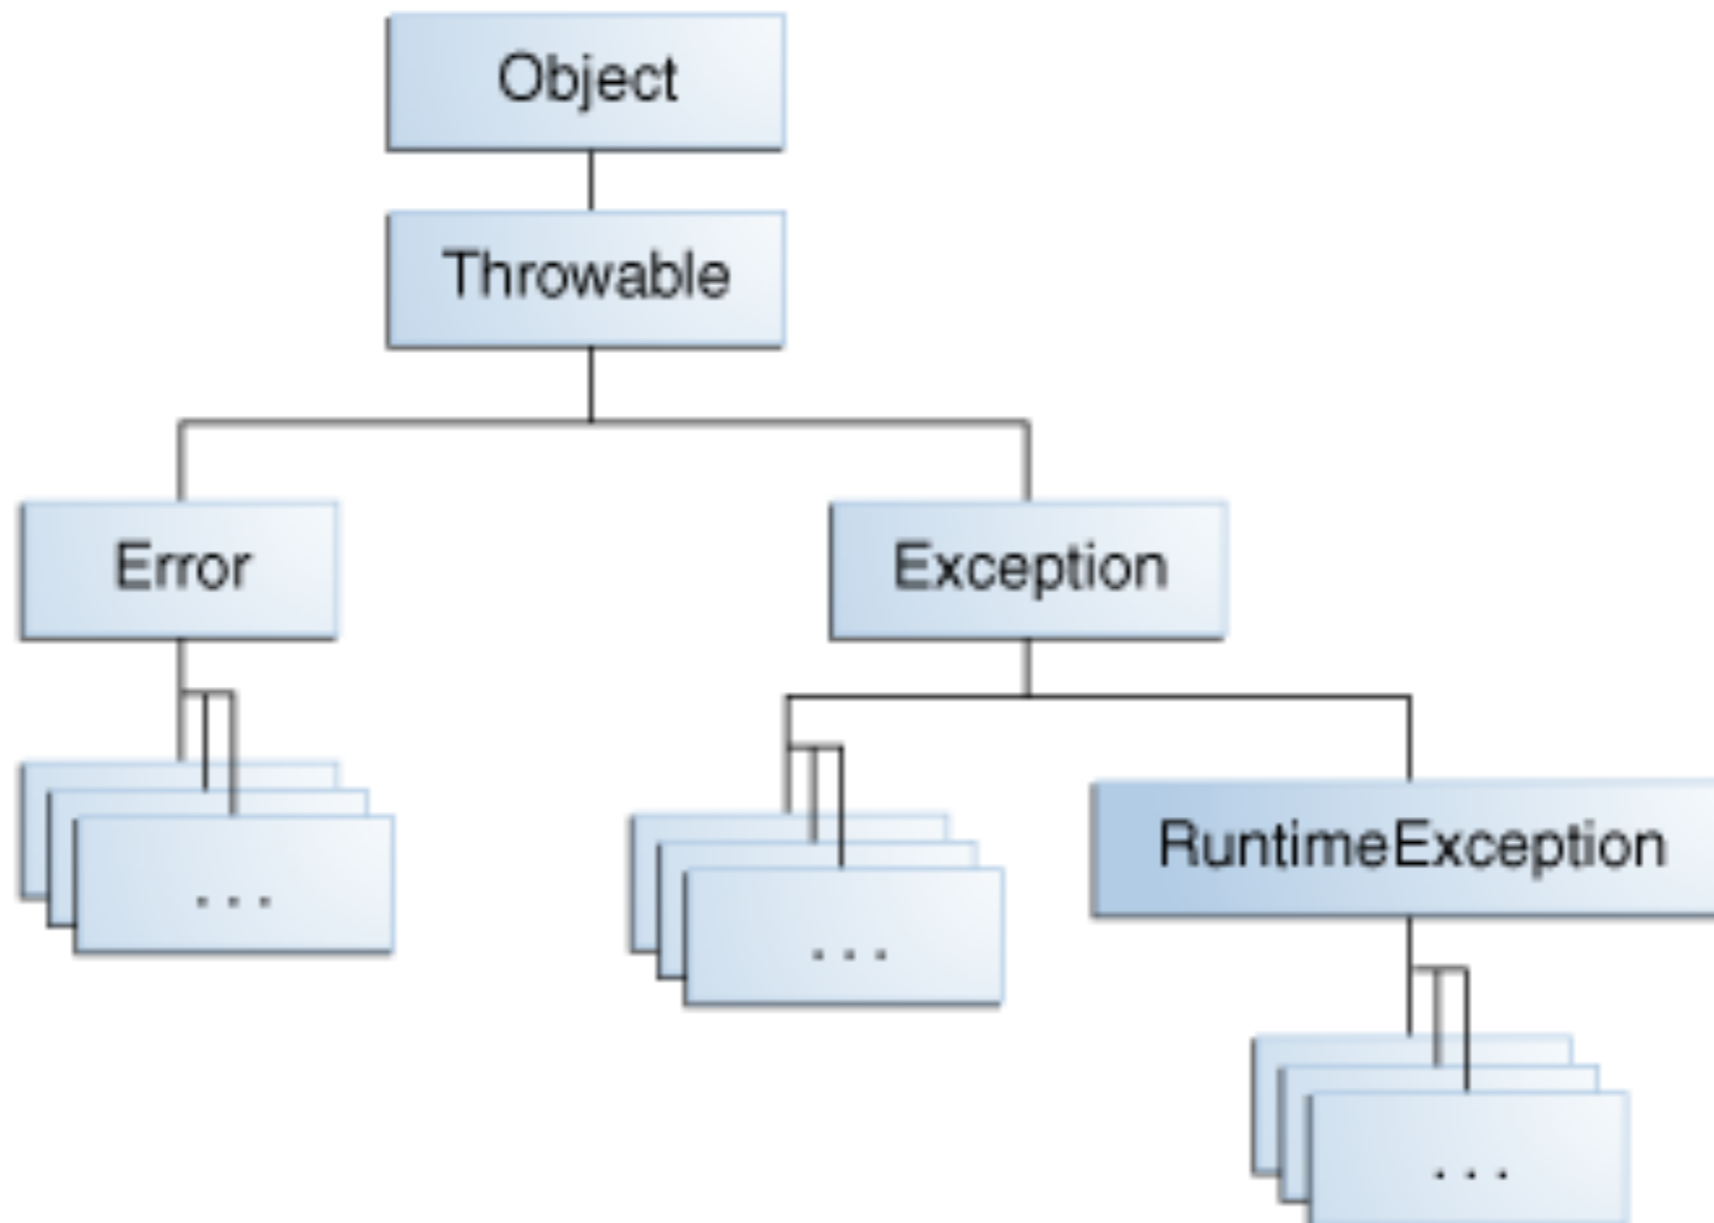 Object
Throwable
Error
Exception
RuntimeException
. . .
. . .
. . .